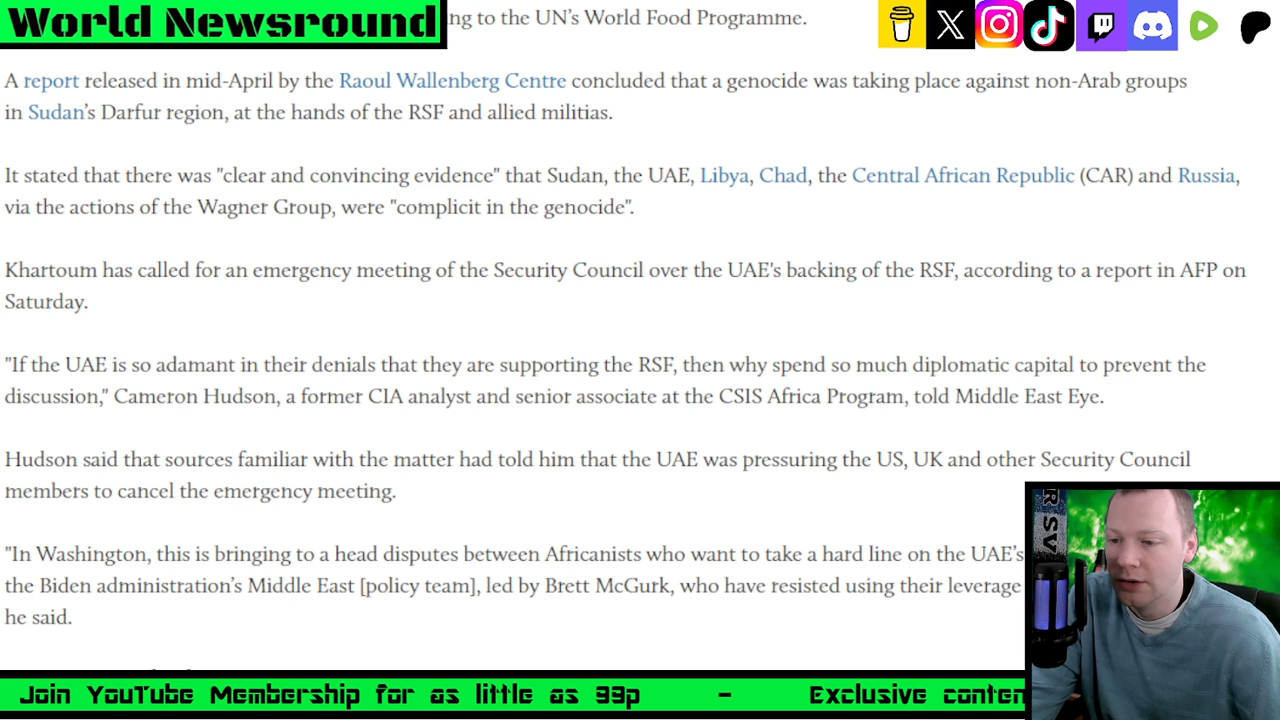 World Newsround
ng to the UN's World Food Programme.
A report released in mid-April by the Raoul Wallenberg Centre concluded that a genocide was taking place against non-Arab groups
in Sudan's Darfur region, at the hands of the RSF and allied militias.
It stated that there was "clear and convincing evidence" that Sudan, the UAE, Libya, Chad, the Central African Republic (CAR) and Russia,
via the actions of the Wagner Group, were "complicit in the genocide".
Khartoum has called for an emergency meeting of the Security Council over the UAE's backing of the RSF, according to a report in AFP on
Saturday.
"If the UAE is so adamant in their denials that they are supporting the RSF, then why spend so much diplomatic capital to prevent the
discussion," Cameron Hudson, a former CIA analyst and senior associate at the CSIS Africa Program, told Middle East Eye.
Hudson said that sources familiar with the matter had told him that the UAE was pressuring the US, UK and other Security Council
members to cancel the emergency meeting.
"In Washington, this is bringing to a head disputes between Africanists who want to take a hard line on the UAE's
the Biden administration's Middle East [policy team], led by Brett McGurk, who have resisted using their leverage
he said.
Join YouTube Membership for as little as 99p - Exclusive conten